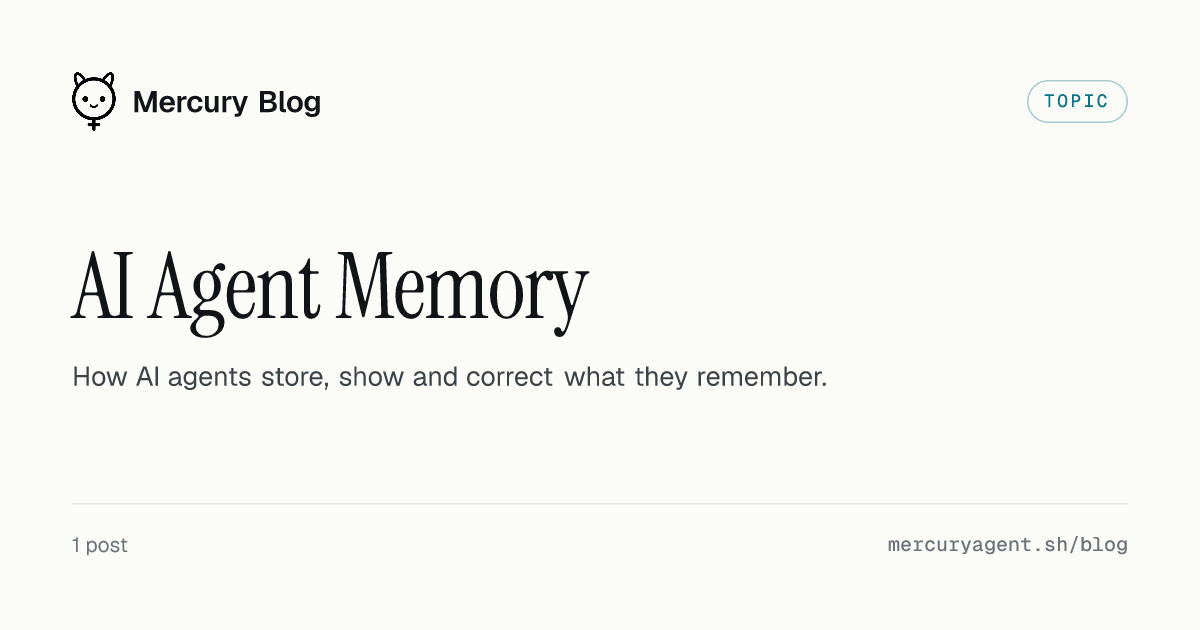 Mercury Blog
TOPIC
AI Agent Memory
How AI agents store, show and correct what they remember.
1 post
mercuryagent.sh/blog